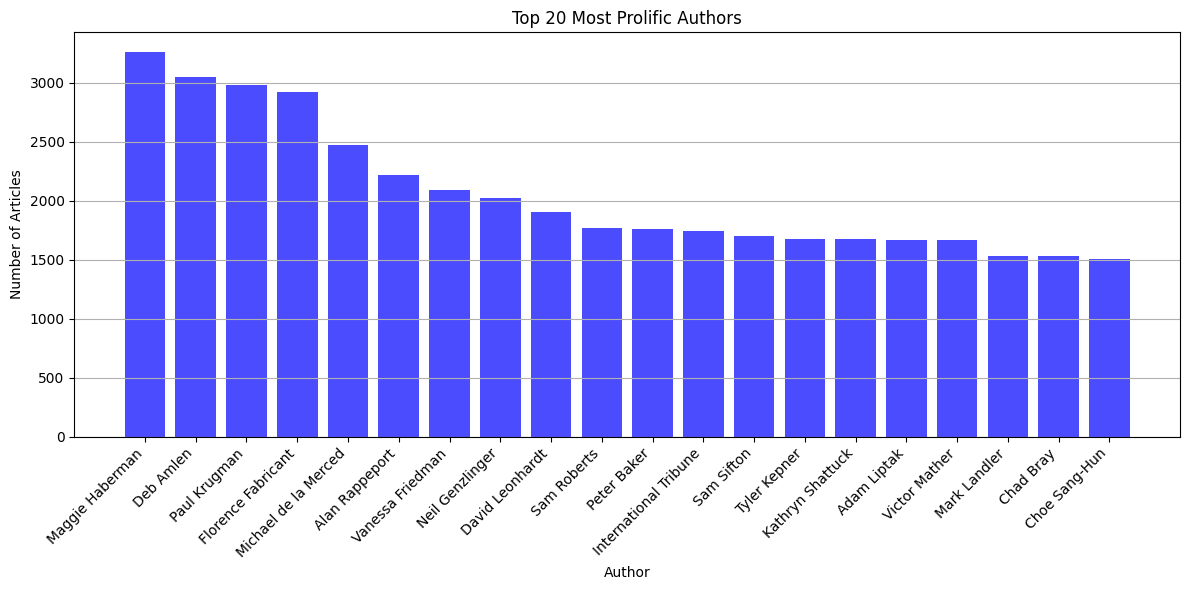 Top 20 Most Prolific Authors
Number of Articles
3000
2500
2000
1500
1000
500
0
Maggie Haberman
Deb Amlen
Paul Krugman
Florence Fabricant
Michael de la Merced
Alan Rappeport
Vanessa Friedman
Neil Genzlinger
David Leonhardt
Sam Roberts
Peter Baker
International Tribune
Sam Sifton
Tyler Kepner
Kathryn Shattuck
Adam Liptak
Victor Mather
Mark Landler
Chad Bray
Choe Sang-Hun
Author